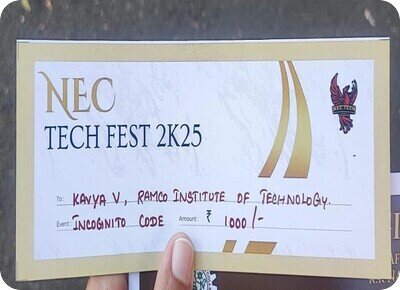 NEC
TECH FEST 2K25
NEC TECH
To: KAVYA V, RAMCO INSTITUTE OF TECHNOLOGY.
Event: INCOGNITO CODE Amount: ₹ 1000/-